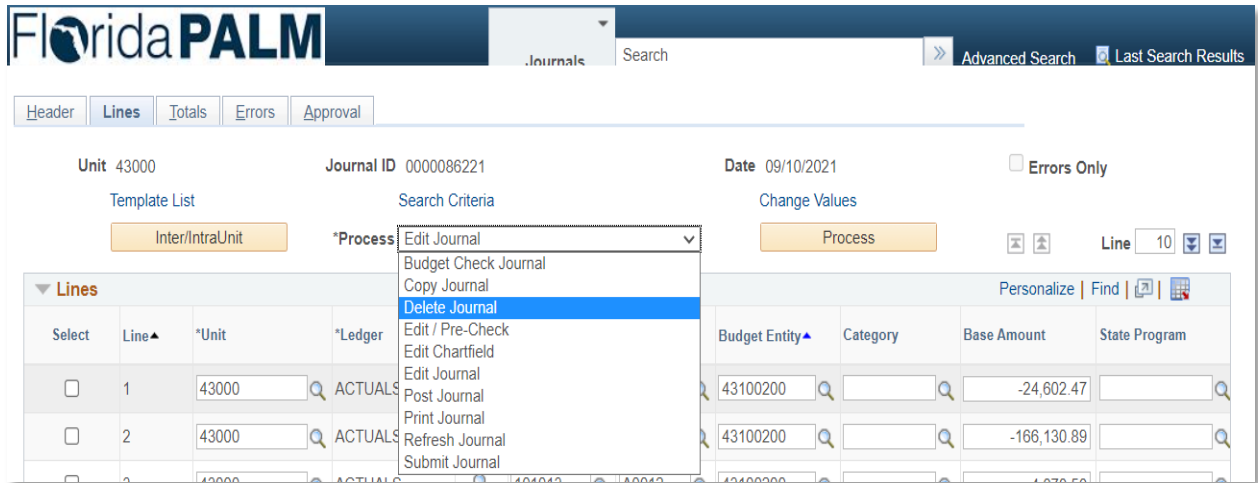 Florida PALM
Journals
Search
Advanced Search
Last Search Results
Header Lines Totals Errors Approval
Unit 43000 Journal ID 0000086221 Date 09/10/2021 Errors Only
Template List Search Criteria Change Values
Inter/IntraUnit *Process Edit Journal Process Line 10
Budget Check Journal
Copy Journal
Delete Journal
Edit / Pre-Check
Edit Chartfield
Edit Journal
Post Journal
Print Journal
Refresh Journal
Submit Journal
Lines Personalize | Find |
Select Line *Unit *Ledger Budget Entity Category Base Amount State Program
1 43000 ACTUALS 43100200 -24,602.47
2 43000 ACTUALS 43100200 -166,130.89